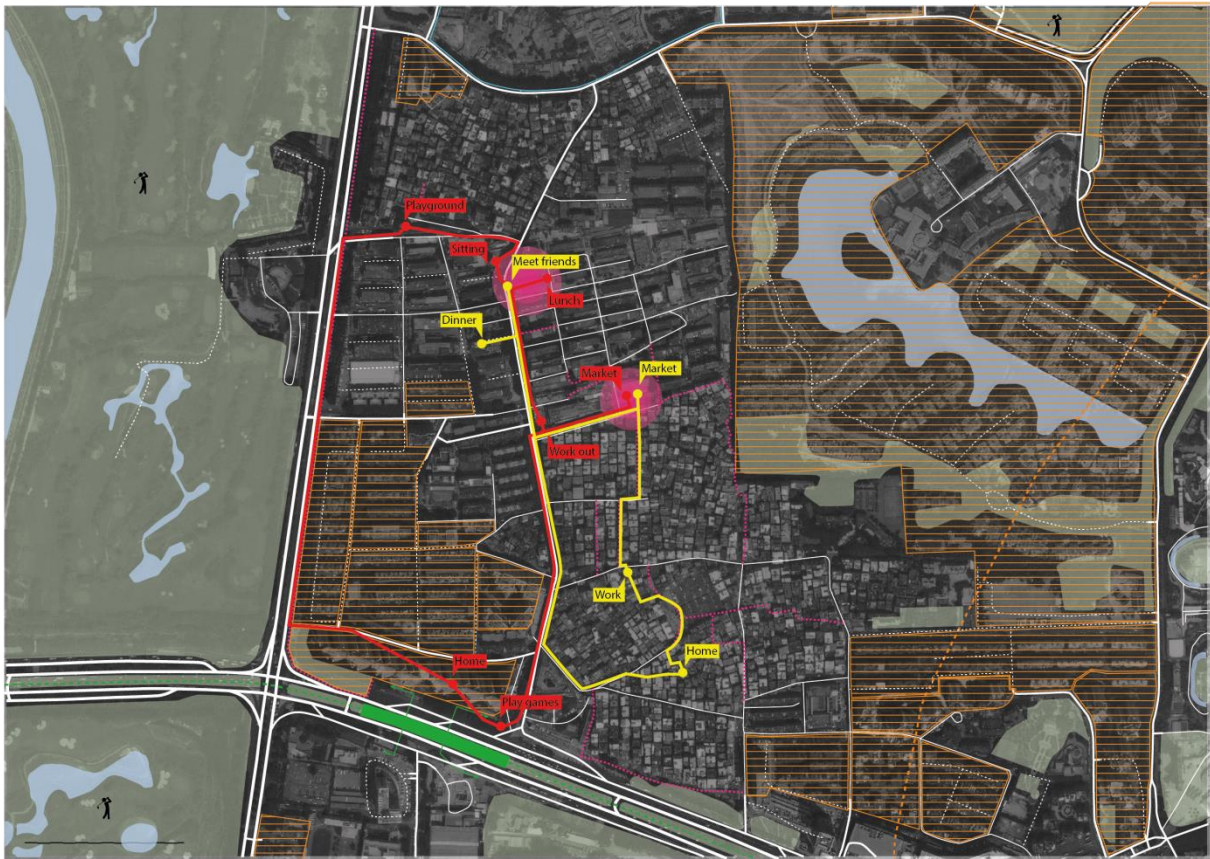 Playground
Sitting
Meet friends
Lunch
Dinner
Market
Market
Work out
Work
Home
Home
Play games